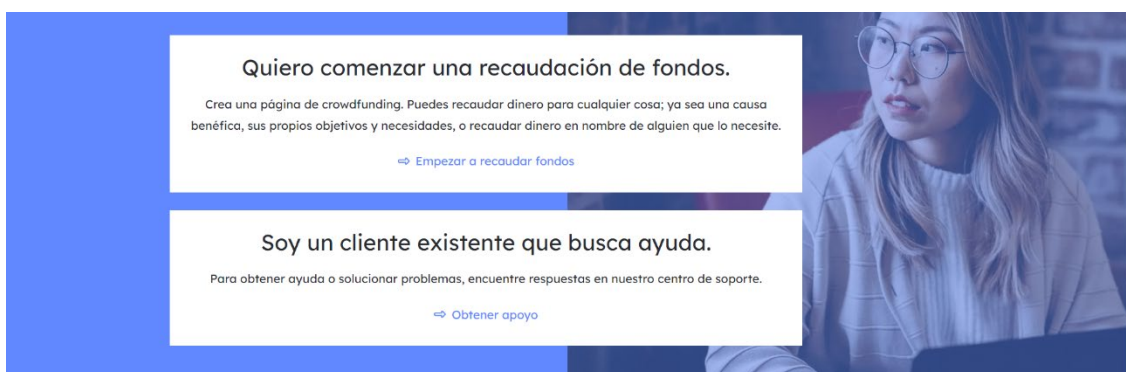 Quiero comenzar una recaudación de fondos.
Crea una página de crowdfunding. Puedes recaudar dinero para cualquier cosa; ya sea una causa
benéfica, sus propios objetivos y necesidades, o recaudar dinero en nombre de alguien que lo necesite.
⇨ Empezar a recaudar fondos
Soy un cliente existente que busca ayuda.
Para obtener ayuda o solucionar problemas, encuentre respuestas en nuestro centro de soporte.
⇨ Obtener apoyo